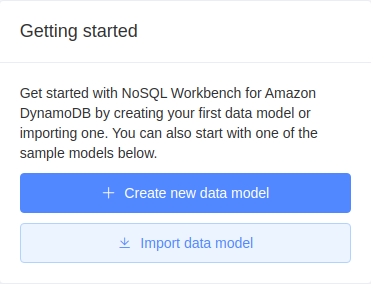 Getting started
Get started with NoSQL Workbench for Amazon
DynamoDB by creating your first data model or
importing one. You can also start with one of the
sample models below.
Create new data model
Import data model